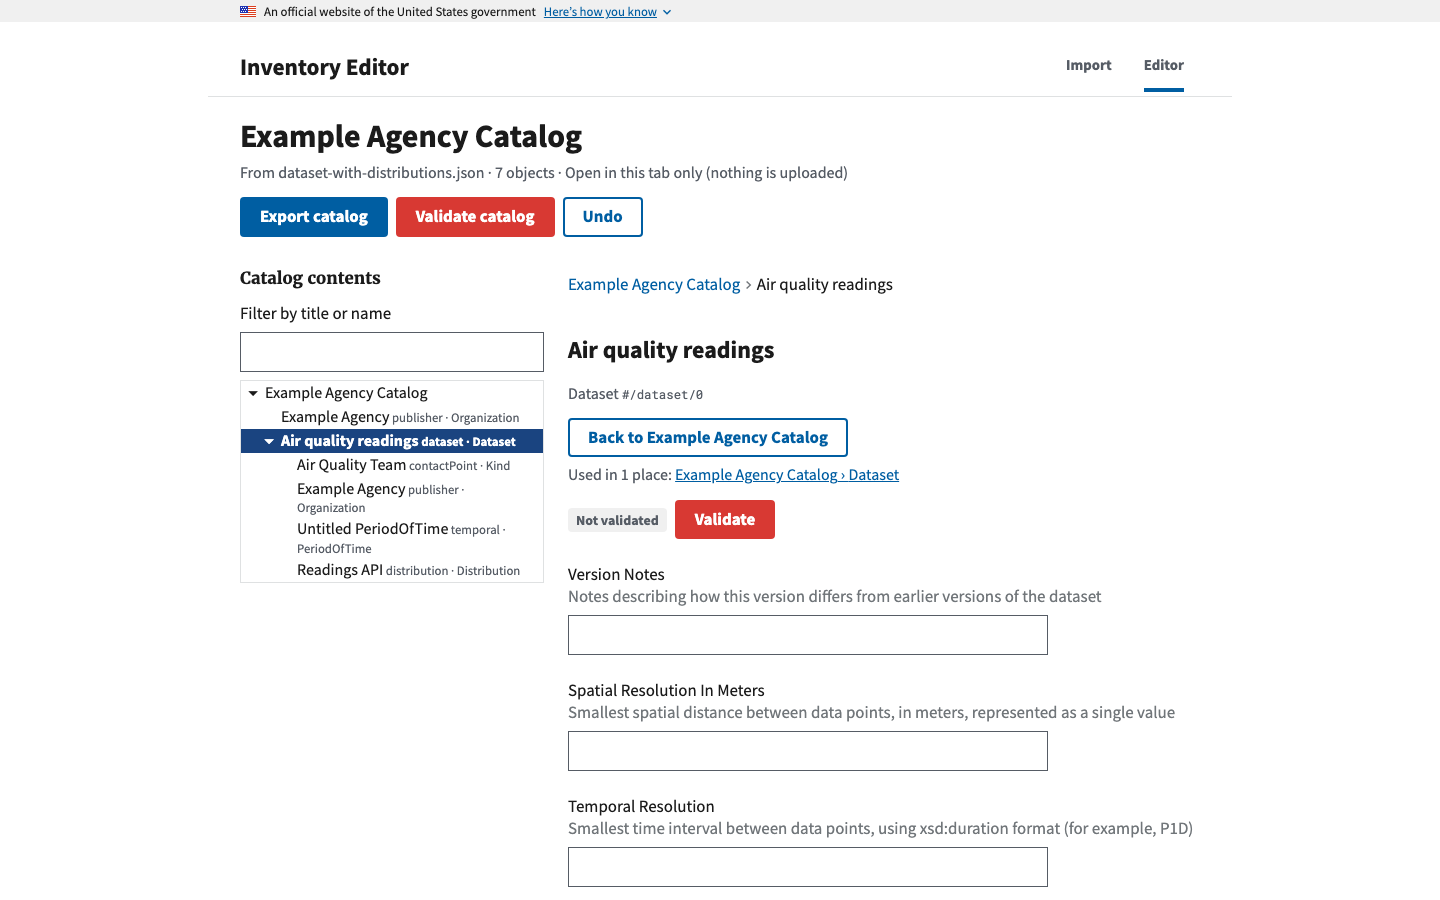 An official website of the United States government Here's how you know
Inventory Editor
Import
Editor
Example Agency Catalog
From dataset-with-distributions.json · 7 objects · Open in this tab only (nothing is uploaded)
Export catalog
Validate catalog
Undo
Catalog contents
Filter by title or name
Example Agency Catalog
Example Agency publisher · Organization
Air quality readings dataset · Dataset
Air Quality Team contactPoint · Kind
Example Agency publisher ·
Organization
Untitled PeriodOfTime temporal ·
PeriodOfTime
Readings API distribution · Distribution
Example Agency Catalog › Air quality readings
Air quality readings
Dataset #/dataset/0
Back to Example Agency Catalog
Used in 1 place: Example Agency Catalog › Dataset
Not validated
Validate
Version Notes
Notes describing how this version differs from earlier versions of the dataset
Spatial Resolution In Meters
Smallest spatial distance between data points, in meters, represented as a single value
Temporal Resolution
Smallest time interval between data points, using xsd:duration format (for example, P1D)